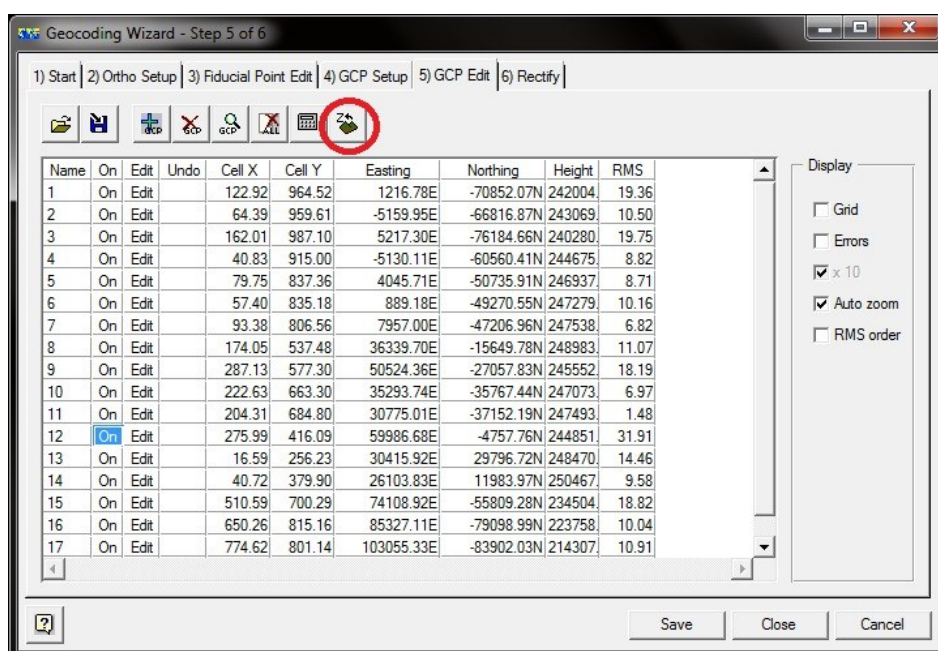 Geocoding Wizard - Step 5 of 6
1) Start 2) Ortho Setup 3) Fiducial Point Edit 4) GCP Setup 5) GCP Edit 6) Rectify
GCP GCP GCP ALL Z
Name On Edit Undo Cell X Cell Y Easting Northing Height RMS
1 On Edit 122.92 964.52 1216.78E -70852.07N 242004. 19.36
2 On Edit 64.39 959.61 -5159.95E -66816.87N 243069. 10.50
3 On Edit 162.01 987.10 5217.30E -76184.66N 240280. 19.75
4 On Edit 40.83 915.00 -5130.11E -60560.41N 244675. 8.82
5 On Edit 79.75 837.36 4045.71E -50735.91N 246937. 8.71
6 On Edit 57.40 835.18 889.18E -49270.55N 247279. 10.16
7 On Edit 93.38 806.56 7957.00E -47206.96N 247538. 6.82
8 On Edit 174.05 537.48 36339.70E -15649.78N 248983. 11.07
9 On Edit 287.13 577.30 50524.36E -27057.83N 245552. 18.19
10 On Edit 222.63 663.30 35293.74E -35767.44N 247073. 6.97
11 On Edit 204.31 684.80 30775.01E -37152.19N 247493. 1.48
12 On Edit 275.99 416.09 59986.68E -4757.76N 244851. 31.91
13 On Edit 16.59 256.23 30415.92E 29796.72N 248470. 14.46
14 On Edit 40.72 379.90 26103.83E 11983.97N 250467. 9.58
15 On Edit 510.59 700.29 74108.92E -55809.28N 234504. 18.82
16 On Edit 650.26 815.16 85327.11E -79098.99N 223758. 10.04
17 On Edit 774.62 801.14 103055.33E -83902.03N 214307. 10.91
Display
Grid
Errors
x 10
Auto zoom
RMS order
Save Close Cancel